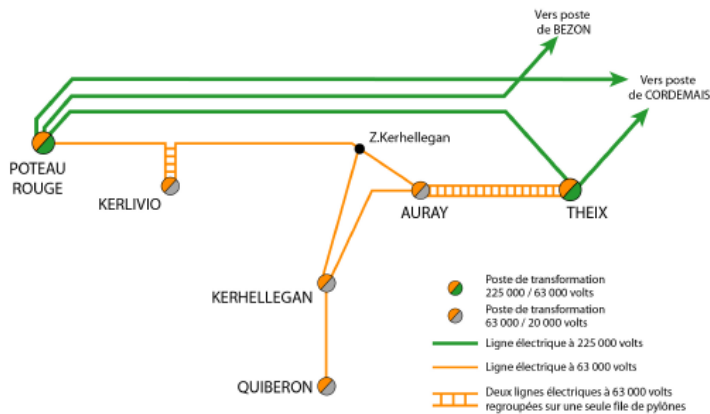 Vers poste
de BEZON
Vers poste
de CORDEMAIS
Z.Kerhellegan
POTEAU
ROUGE
KERLIVIO
AURAY
THEIX
KERHELLEGAN
QUIBERON
Poste de transformation
225 000 / 63 000 volts
Poste de transformation
63 000 / 20 000 volts
Ligne électrique à 225 000 volts
Ligne électrique à 63 000 volts
Deux lignes électriques à 63 000 volts
regroupées sur une seule file de pylônes